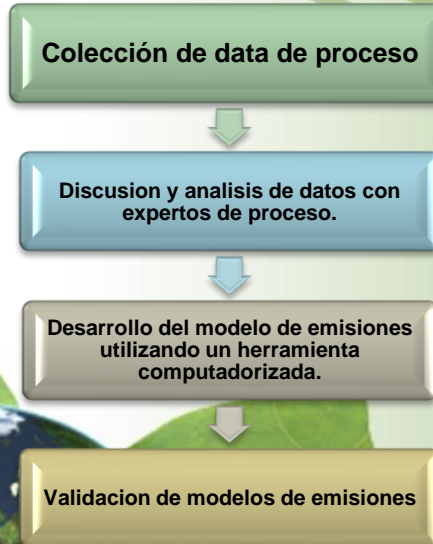 Colección de data de proceso
Discusion y analisis de datos con
expertos de proceso.
Desarrollo del modelo de emisiones
utilizando un herramienta
computadorizada.
Validacion de modelos de emisiones